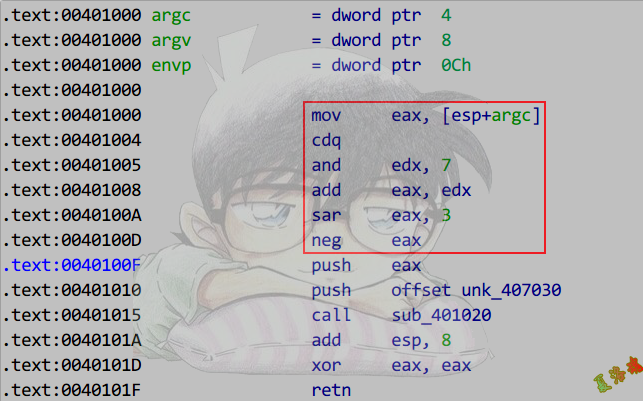 .text:00401000 argc = dword ptr 4
.text:00401000 argv = dword ptr 8
.text:00401000 envp = dword ptr 0Ch
.text:00401000
.text:00401000 mov eax, [esp+argc]
.text:00401004 cdq
.text:00401005 and edx, 7
.text:00401008 add eax, edx
.text:0040100A sar eax, 3
.text:0040100D neg eax
.text:0040100F push eax
.text:00401010 push offset unk_407030
.text:00401015 call sub_401020
.text:0040101A add esp, 8
.text:0040101D xor eax, eax
.text:0040101F retn